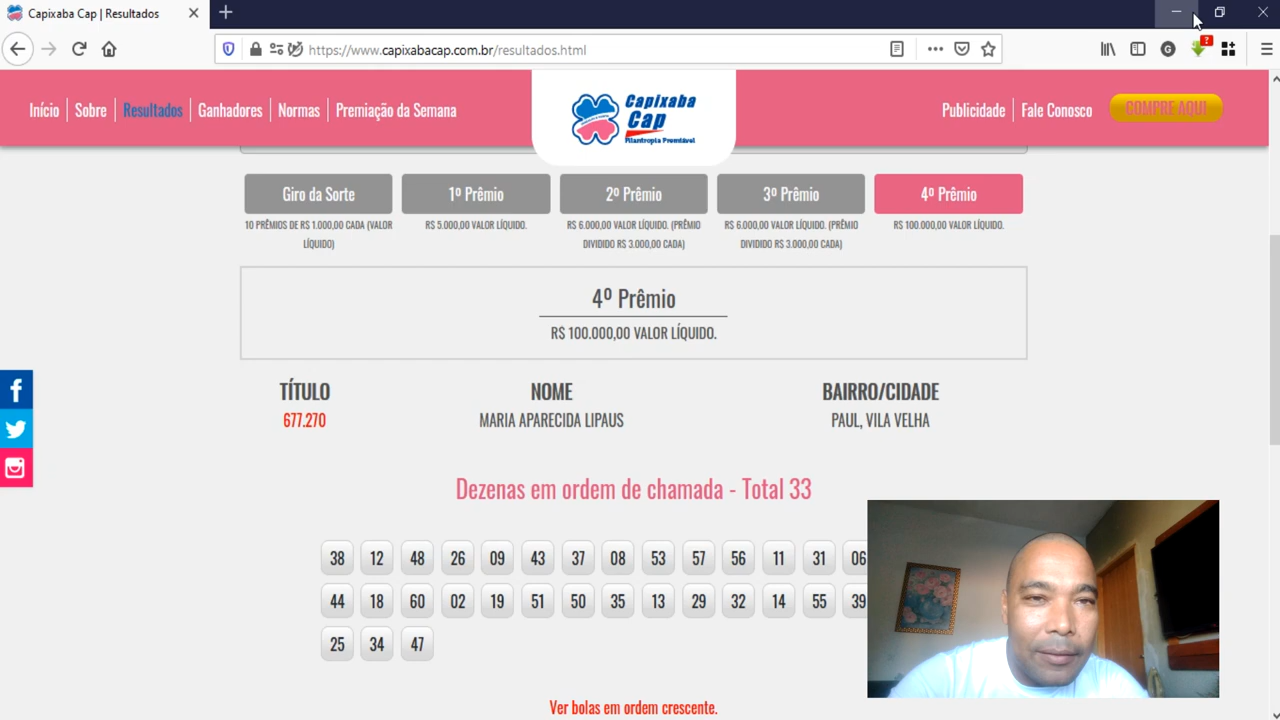 Capixaba Cap | Resultados
https://www.capixabacap.com.br/resultados.html
?
Início Sobre Resultados Ganhadores Normas Premiação da Semana
Capixaba
Cap
Filantropia Premiável
Publicidade Fale Conosco COMPRE AQUI
Giro da Sorte 1º Prêmio 2º Prêmio 3º Prêmio 4º Prêmio
10 PRÊMIOS DE R$ 1.000,00 CADA (VALOR R$ 5.000,00 VALOR LÍQUIDO. R$ 6.000,00 VALOR LÍQUIDO. (PRÊMIO R$ 6.000,00 VALOR LÍQUIDO. (PRÊMIO R$ 100.000,00 VALOR LÍQUIDO.
LÍQUIDO) DIVIDIDO R$ 3.000,00 CADA) DIVIDIDO R$ 3.000,00 CADA)
4º Prêmio
R$ 100.000,00 VALOR LÍQUIDO.
TÍTULO NOME BAIRRO/CIDADE
677.270 MARIA APARECIDA LIPAUS PAUL, VILA VELHA
Dezenas em ordem de chamada - Total 33
38 12 48 26 09 43 37 08 53 57 56 11 31 06
44 18 60 02 19 51 50 35 13 29 32 14 55 39
25 34 47
Ver bolas em ordem crescente.